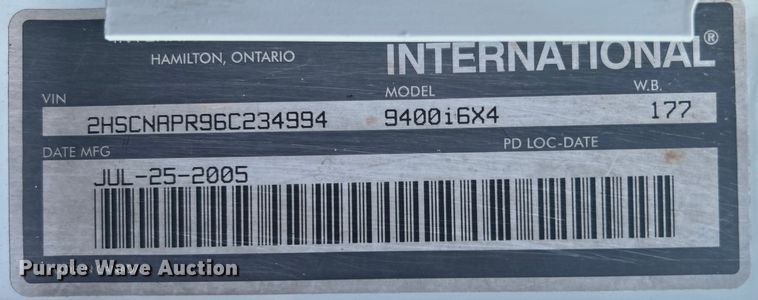 HAMILTON, ONTARIO
INTERNATIONAL®
VIN
MODEL
W.B.
2HSCNAPR96C234994
9400i6X4
177
DATE MFG
PD LOC-DATE
JUL-25-2005
Purple Wave Auction